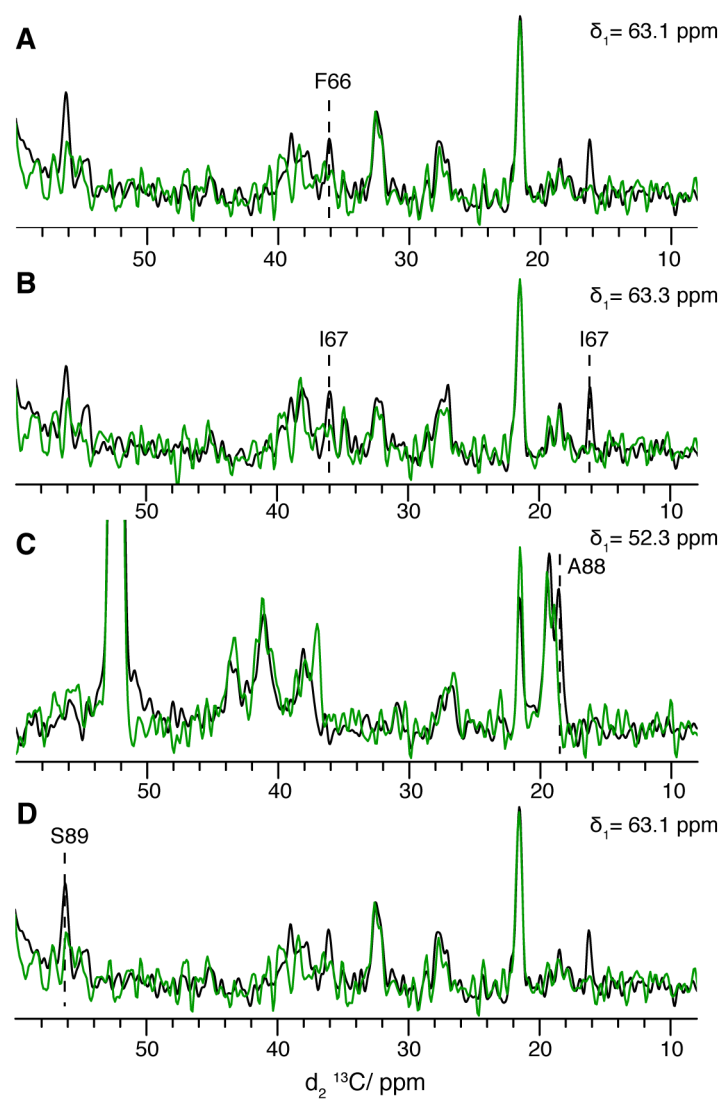 A
δ₁= 63.1 ppm
F66
50 40 30 20 10
B
δ₁= 63.3 ppm
I67 I67
50 40 30 20 10
C
δ₁= 52.3 ppm
A88
50 40 30 20 10
D
δ₁= 63.1 ppm
S89
50 40 30 20 10
d₂ ¹³C/ ppm